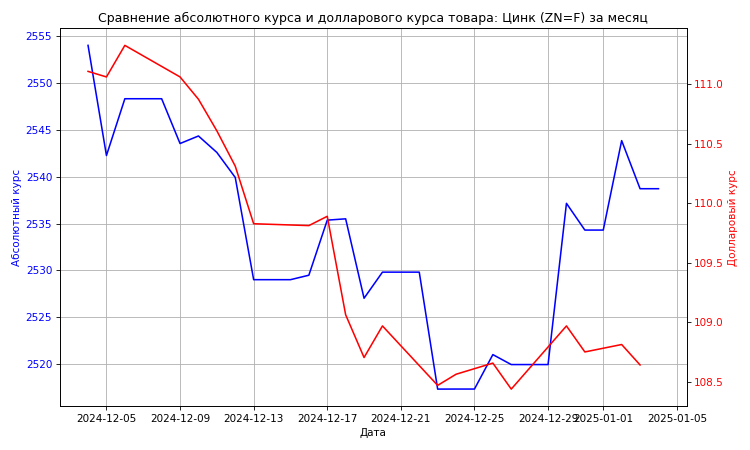 Сравнение абсолютного курса и долларового курса товара: Цинк (ZN=F) за месяц
2555
2550
2545
2540
2535
2530
2525
2520
Абсолютный курс
111.0
110.5
110.0
109.5
109.0
108.5
Долларовый курс
2024-12-05 2024-12-09 2024-12-13 2024-12-17 2024-12-21 2024-12-25 2024-12-29 2025-01-01 2025-01-05
Дата